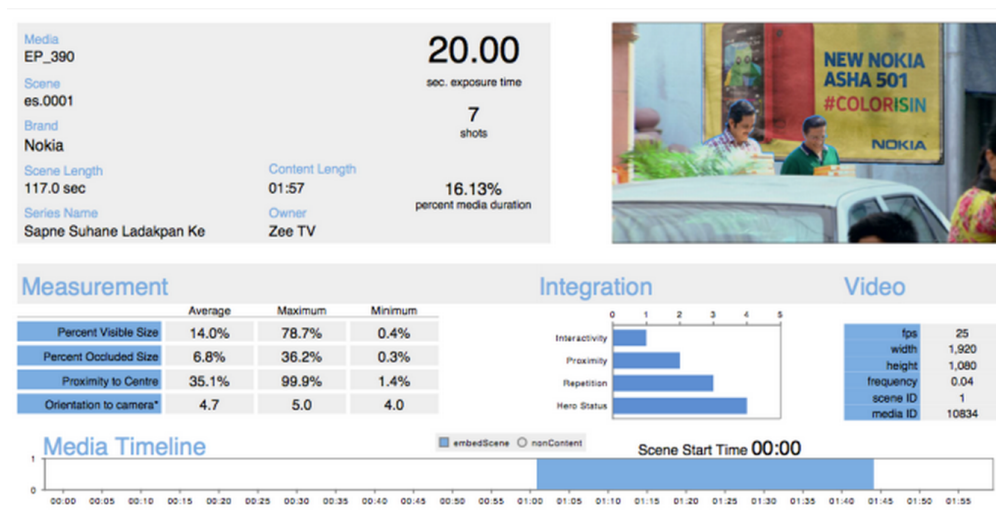 Media
EP_390
Scene
es.0001
Brand
Nokia
Scene Length
117.0 sec
Content Length
01:57
Series Name
Sapne Suhane Ladakpan Ke
Owner
Zee TV
20.00
sec. exposure time
7
shots
16.13%
percent media duration
NEW NOKIA
ASHA 501
#COLORISIN
NOKIA
Measurement
Average Maximum Minimum
Percent Visible Size 14.0% 78.7% 0.4%
Percent Occluded Size 6.8% 36.2% 0.3%
Proximity to Centre 35.1% 99.9% 1.4%
Orientation to camera* 4.7 5.0 4.0
Integration
0 1 2 3 4 5
Interactivity
Proximity
Repetition
Hero Status
Video
fps 25
width 1,920
height 1,080
frequency 0.04
scene ID 1
media ID 10834
Media Timeline
embedScene nonContent
Scene Start Time 00:00
1
0
00:00 00:05 00:10 00:15 00:20 00:25 00:30 00:35 00:40 00:45 00:50 00:55 01:00 01:05 01:10 01:15 01:20 01:25 01:30 01:35 01:40 01:45 01:50 01:55